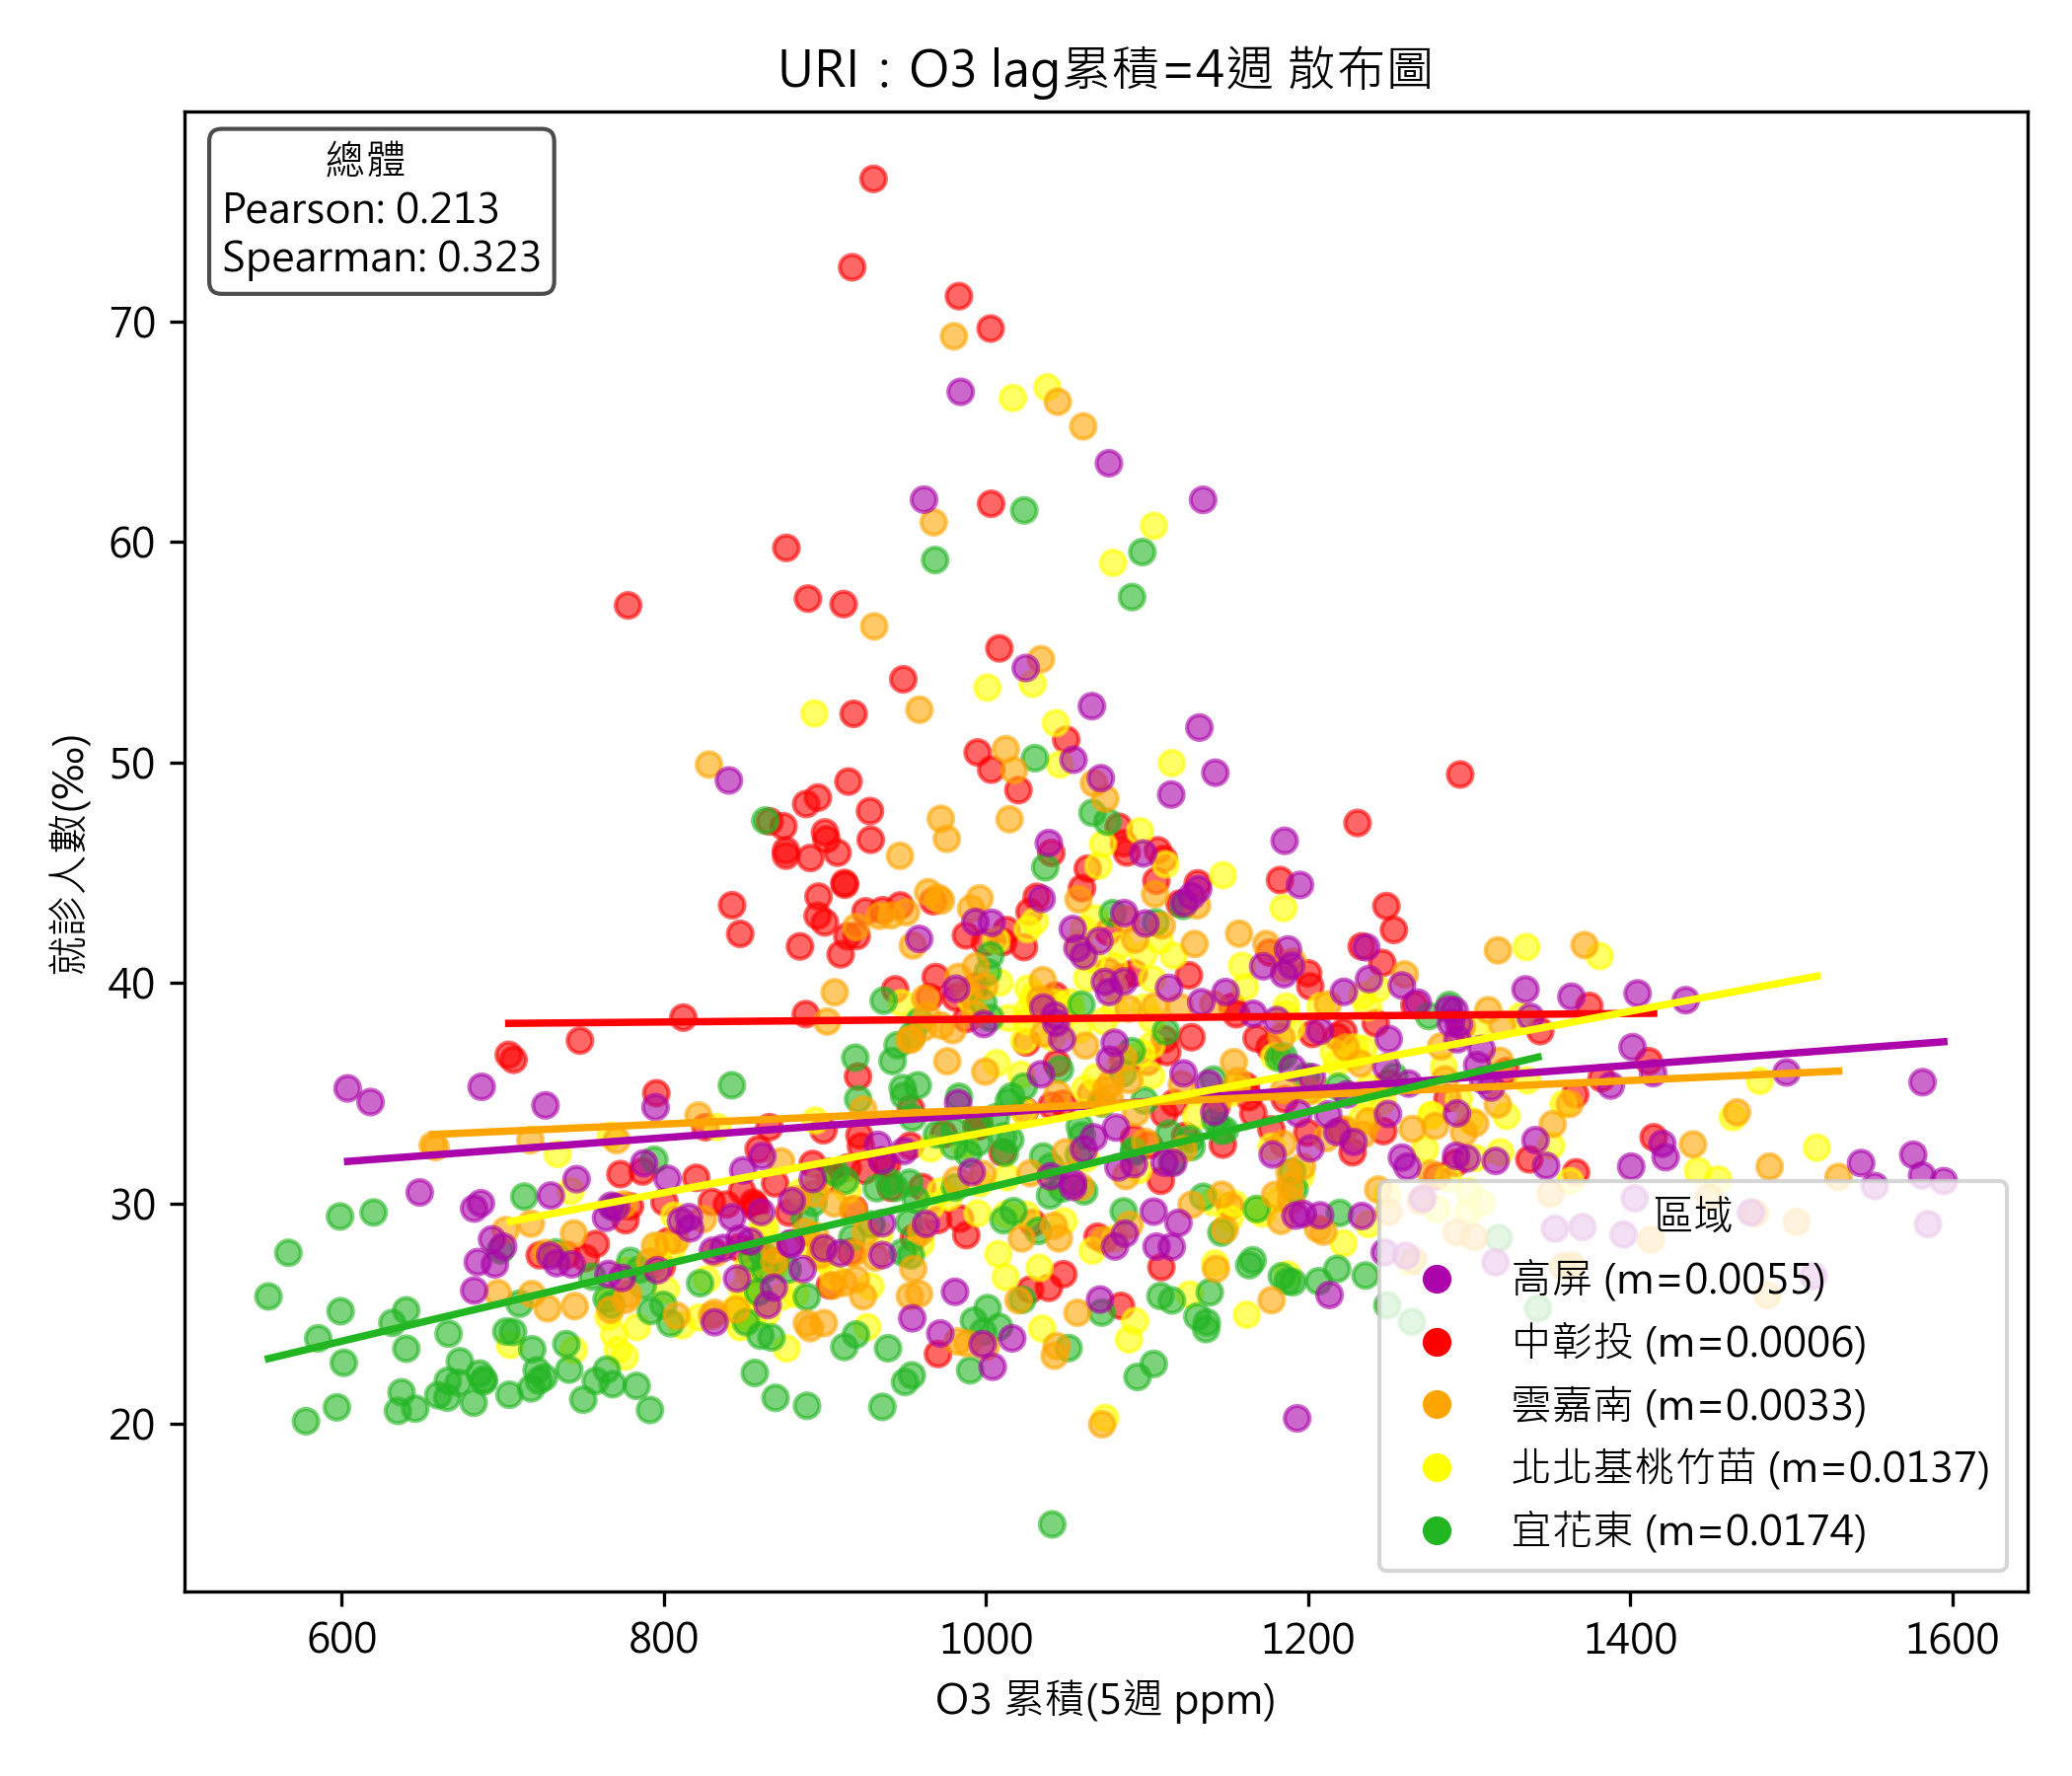 URI：O3 lag累積=4週 散布圖
總體
Pearson: 0.213
Spearman: 0.323
就診人數(‰)
70
60
50
40
30
20
區域
高屏 (m=0.0055)
中彰投 (m=0.0006)
雲嘉南 (m=0.0033)
北北基桃竹苗 (m=0.0137)
宜花東 (m=0.0174)
600
800
1000
1200
1400
1600
O3 累積(5週 ppm)